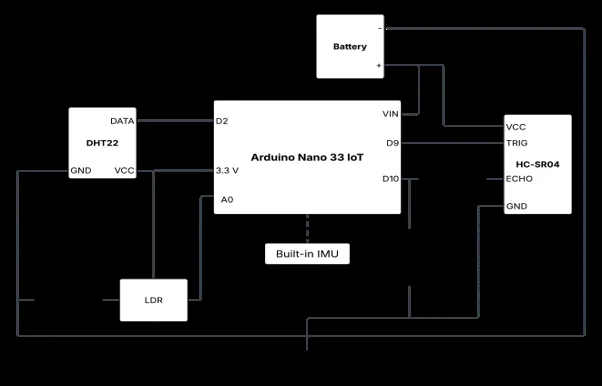 -
Battery
+
DATA
DHT22
GND VCC
D2
VIN
D9
Arduino Nano 33 IoT
3.3 V
D10
A0
VCC
TRIG
HC-SR04
ECHO
GND
Built-in IMU
LDR